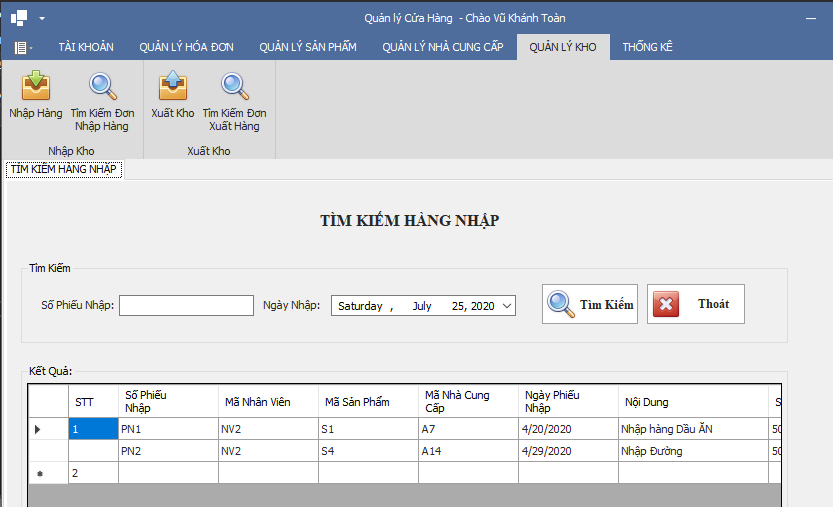 Quản lý Cửa Hàng - Chào Vũ Khánh Toàn
TÀI KHOẢN QUẢN LÝ HÓA ĐƠN QUẢN LÝ SẢN PHẨM QUẢN LÝ NHÀ CUNG CẤP QUẢN LÝ KHO THỐNG KÊ
Nhập Hàng Tìm Kiếm Đơn Xuất Kho Tìm Kiếm Đơn
Nhập Hàng Xuất Hàng
Nhập Kho Xuất Kho
TÌM KIẾM HÀNG NHẬP
TÌM KIẾM HÀNG NHẬP
Tìm Kiếm
Số Phiếu Nhập: Ngày Nhập: Saturday , July 25, 2020 Tìm Kiếm Thoát
Kết Quả:
STT Số Phiếu Mã Nhân Viên Mã Sản Phẩm Mã Nhà Cung Ngày Phiếu Nội Dung S
Nhập Cấp Nhập
1 PN1 NV2 S1 A7 4/20/2020 Nhập hàng Dầu ĂN 50
PN2 NV2 S4 A14 4/29/2020 Nhập Đường 50
2